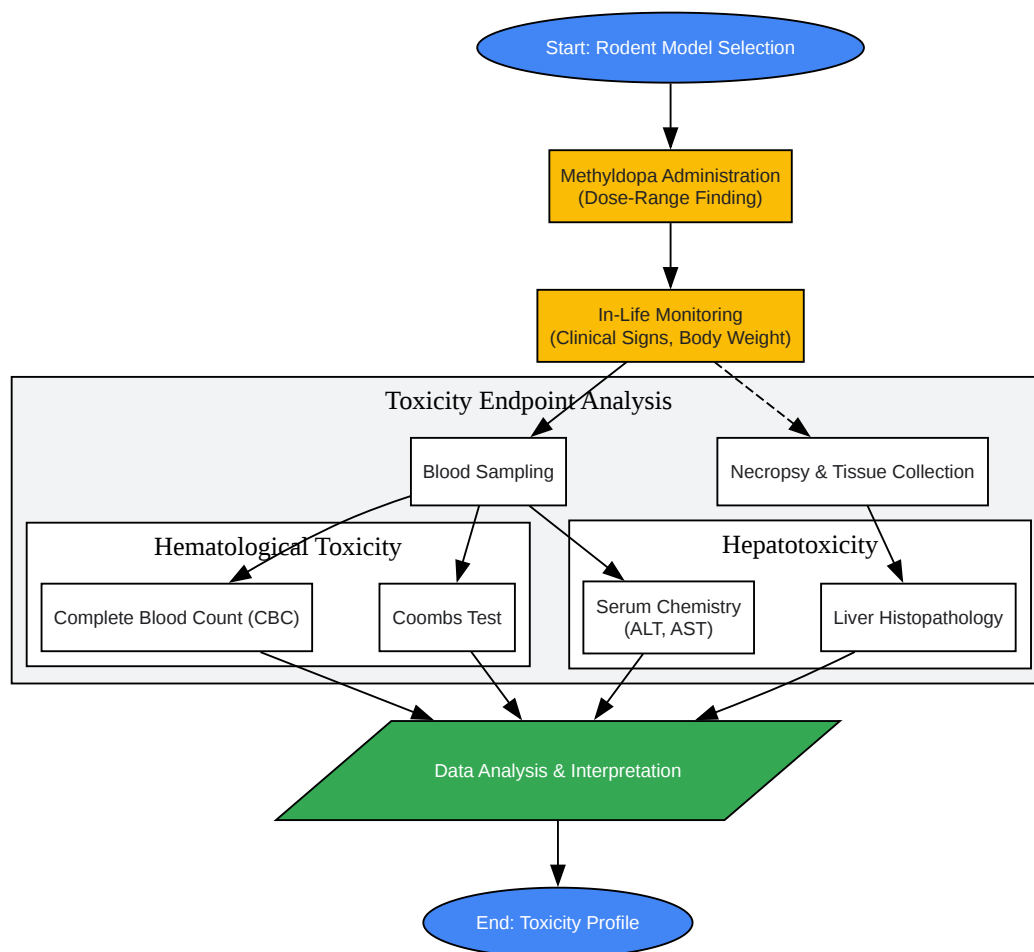 Start: Rodent Model Selection
Methyldopa Administration
(Dose-Range Finding)
In-Life Monitoring
(Clinical Signs, Body Weight)
Toxicity Endpoint Analysis
Blood Sampling
Necropsy & Tissue Collection
Hematological Toxicity
Hepatotoxicity
Complete Blood Count (CBC)
Coombs Test
Serum Chemistry
(ALT, AST)
Liver Histopathology
Data Analysis & Interpretation
End: Toxicity Profile